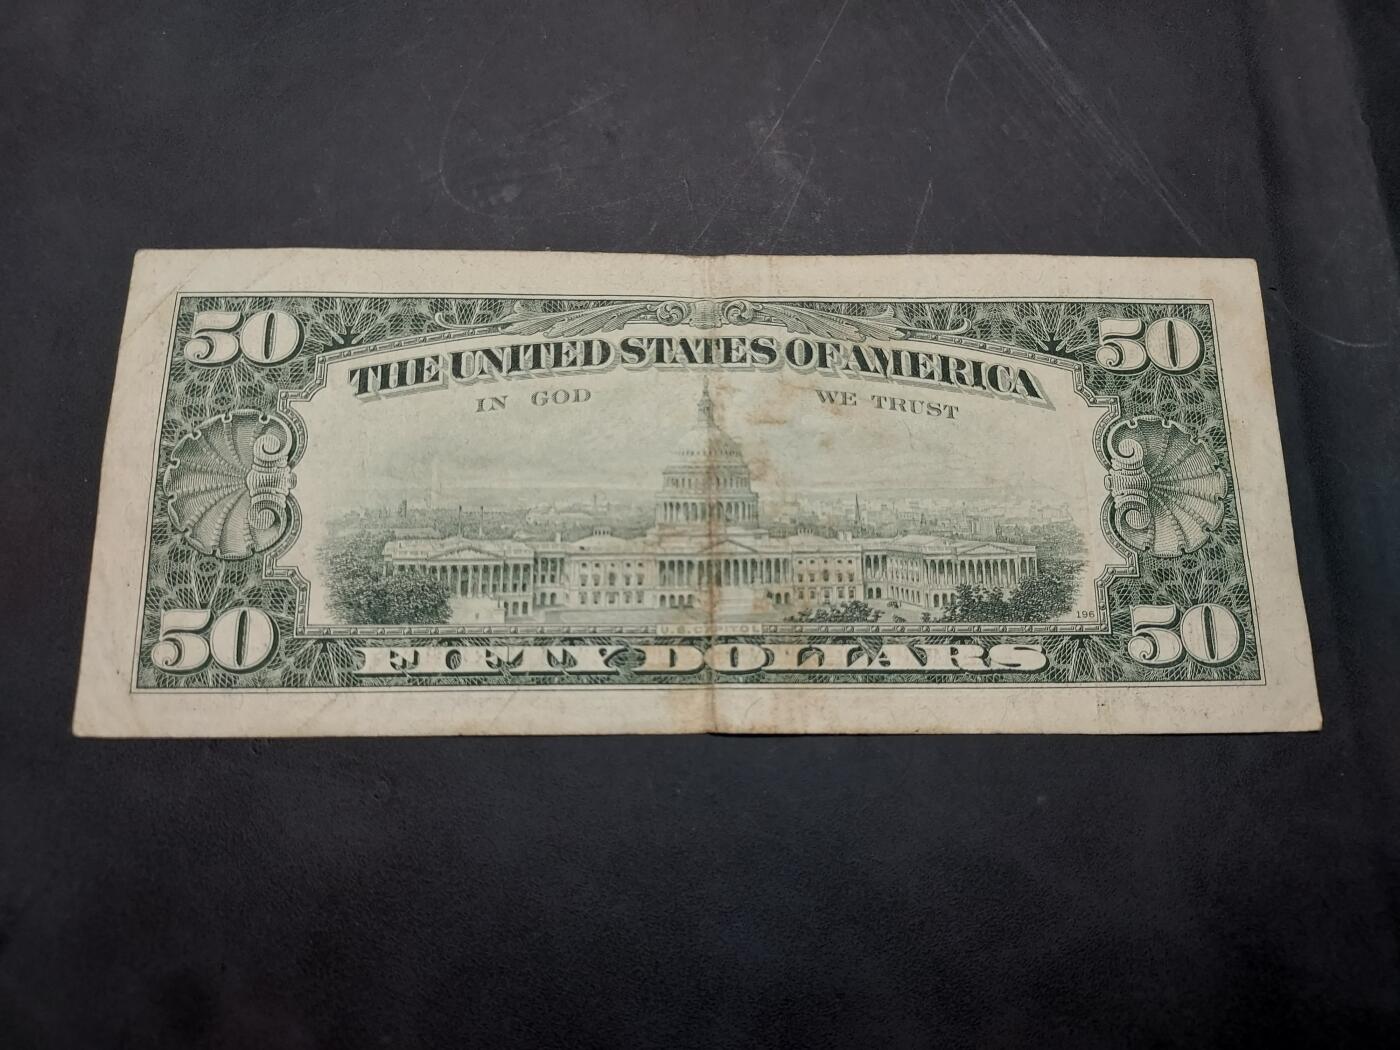 50 50
THE UNITED STATES OF AMERICA
IN GOD WE TRUST
196
U.S. CAPITOL
50 FIFTY DOLLARS 50